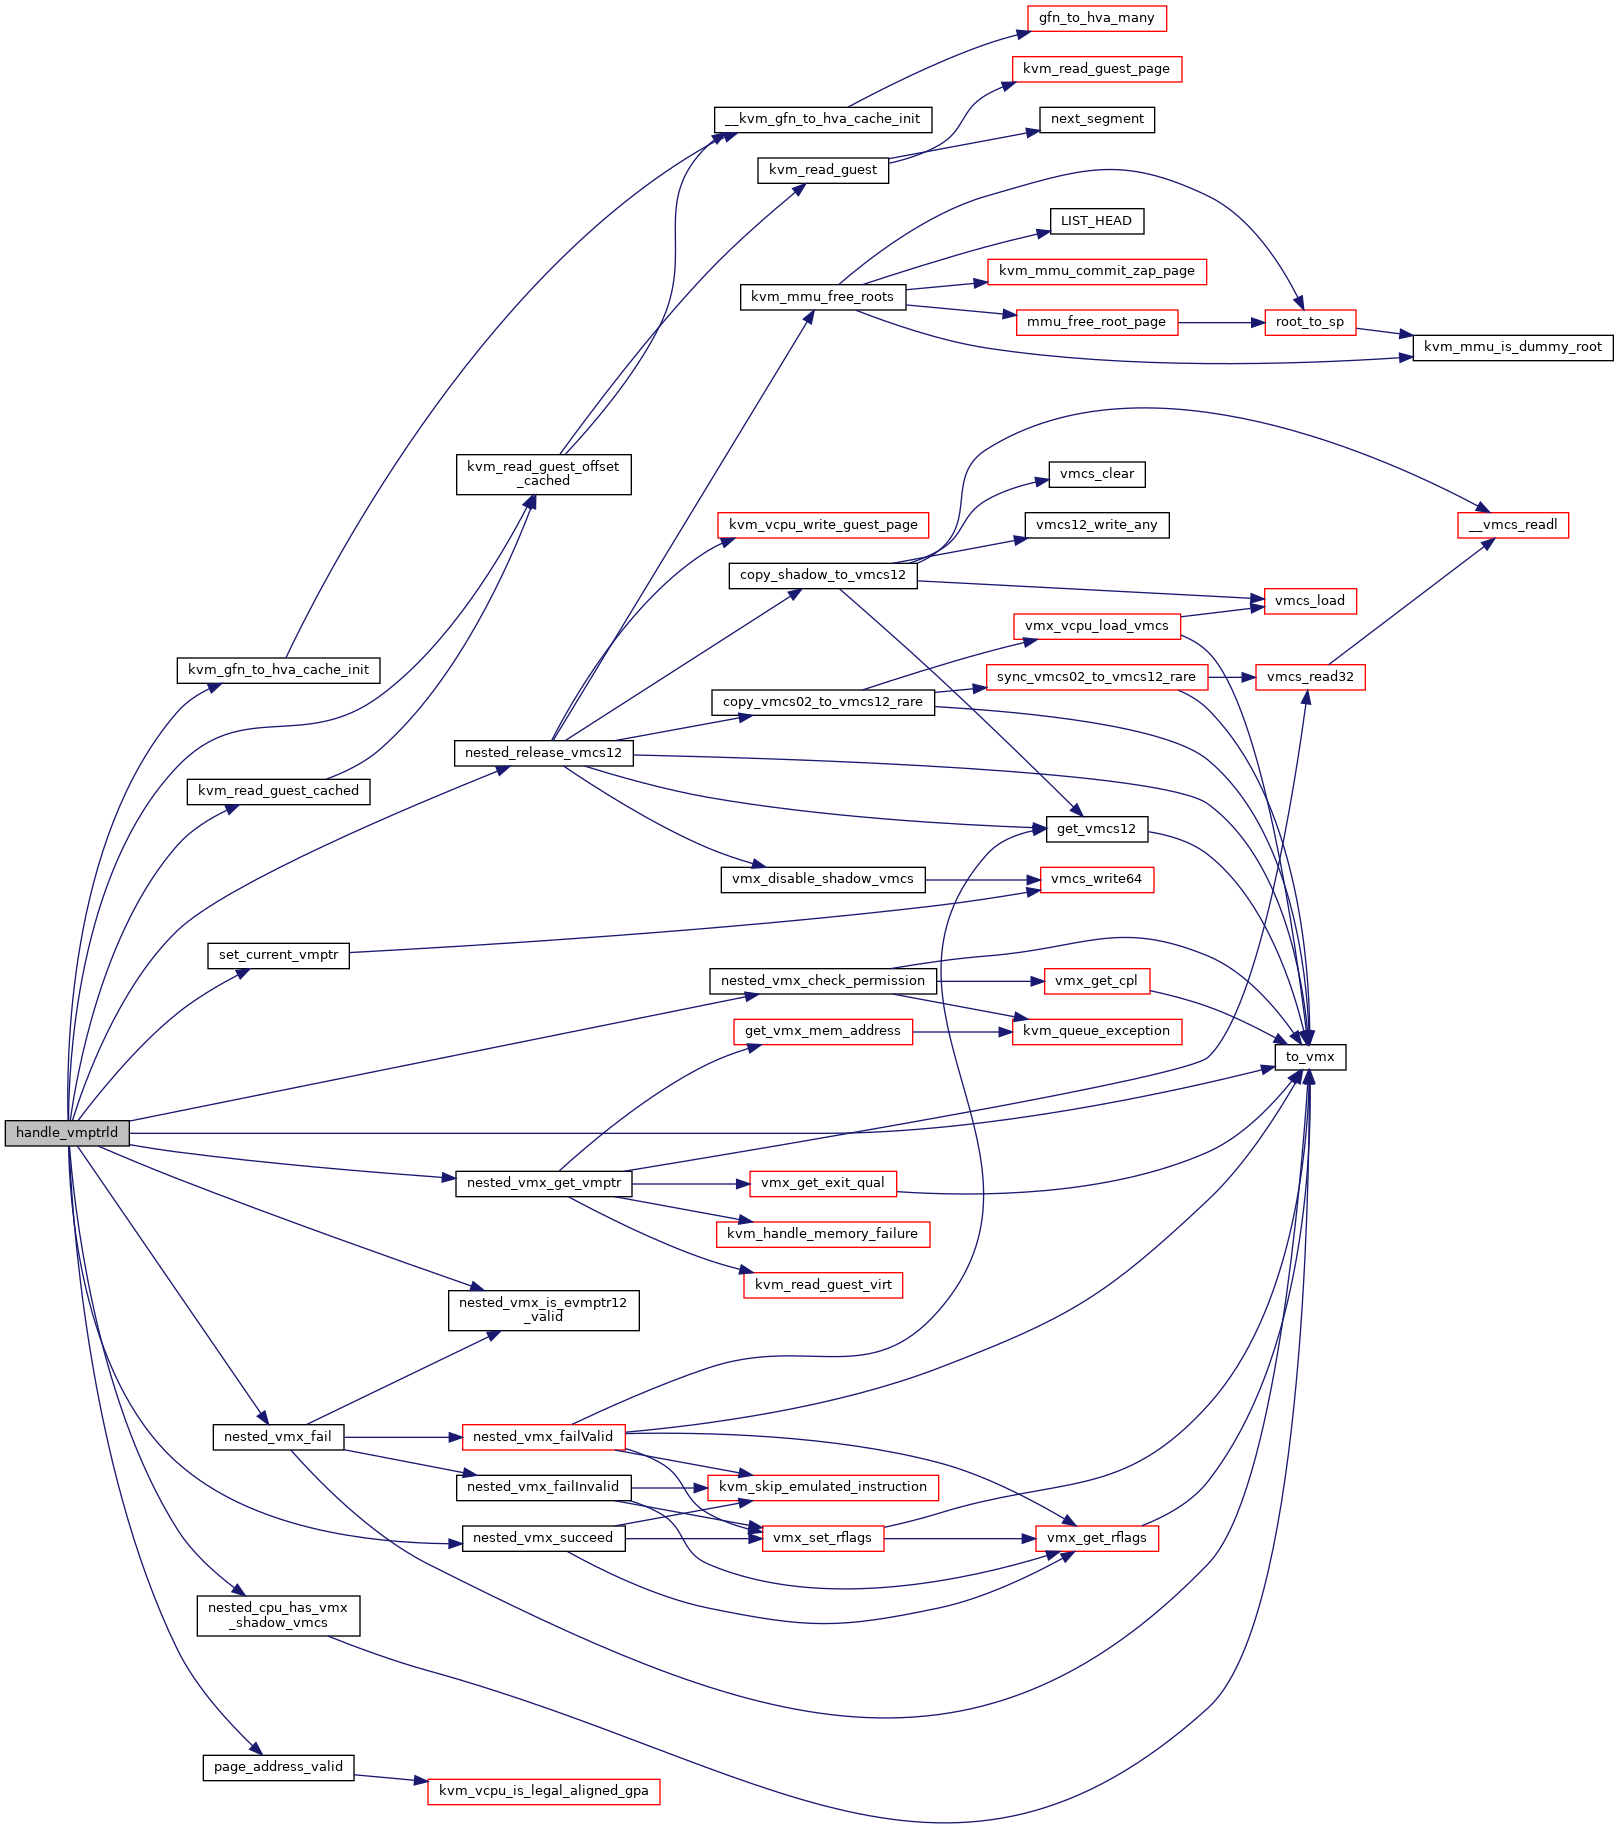 gfn_to_hva_many
kvm_read_guest_page
__kvm_gfn_to_hva_cache_init
next_segment
kvm_read_guest
LIST_HEAD
kvm_mmu_commit_zap_page
kvm_mmu_free_roots
mmu_free_root_page
root_to_sp
kvm_mmu_is_dummy_root
kvm_read_guest_offset
_cached
vmcs_clear
kvm_vcpu_write_guest_page
vmcs12_write_any
__vmcs_readl
copy_shadow_to_vmcs12
vmcs_load
vmx_vcpu_load_vmcs
kvm_gfn_to_hva_cache_init
sync_vmcs02_to_vmcs12_rare
vmcs_read32
copy_vmcs02_to_vmcs12_rare
nested_release_vmcs12
kvm_read_guest_cached
get_vmcs12
vmx_disable_shadow_vmcs
vmcs_write64
set_current_vmptr
nested_vmx_check_permission
vmx_get_cpl
get_vmx_mem_address
kvm_queue_exception
to_vmx
handle_vmptrld
nested_vmx_get_vmptr
vmx_get_exit_qual
kvm_handle_memory_failure
kvm_read_guest_virt
nested_vmx_is_evmptr12
_valid
nested_vmx_fail
nested_vmx_failValid
nested_vmx_failInvalid
kvm_skip_emulated_instruction
nested_vmx_succeed
vmx_set_rflags
vmx_get_rflags
nested_cpu_has_vmx
_shadow_vmcs
page_address_valid
kvm_vcpu_is_legal_aligned_gpa